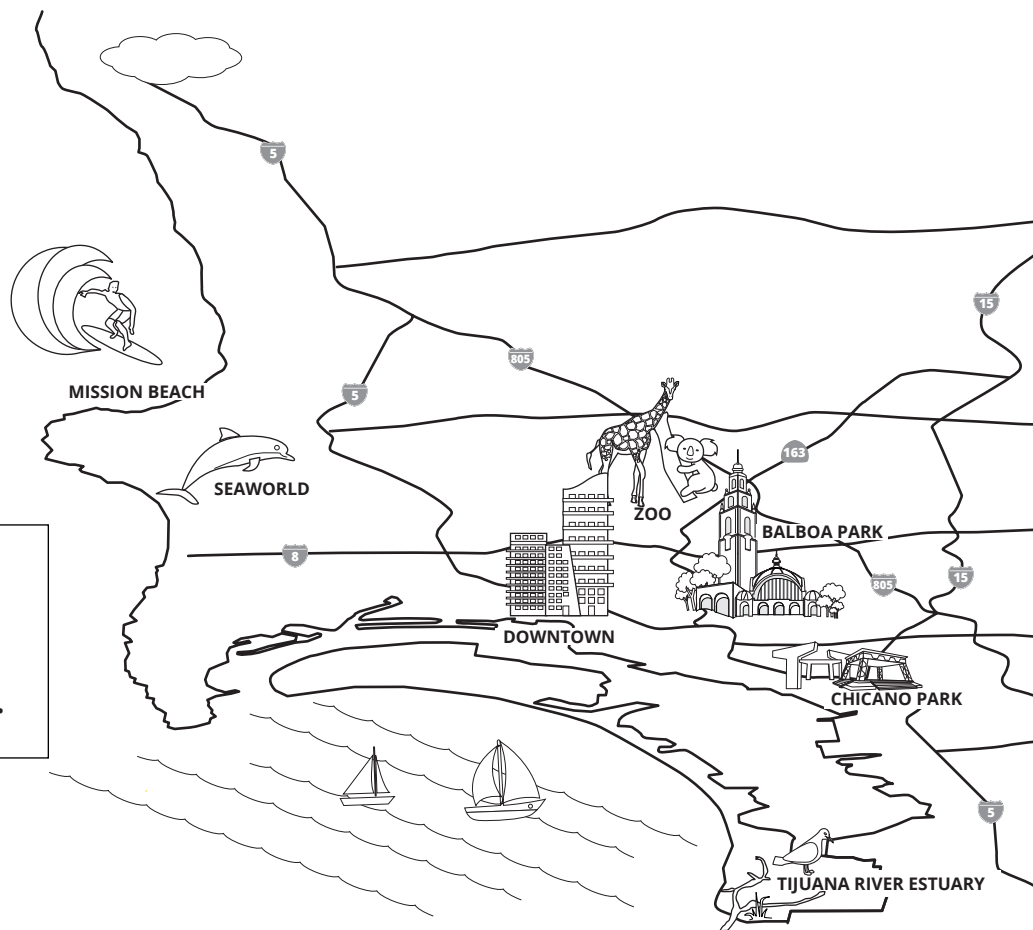 5
15
805
MISSION BEACH
5
163
SEAWORLD
ZOO
BALBOA PARK
8
805
15
DOWNTOWN
CHICANO PARK
5
TIJUANA RIVER ESTUARY